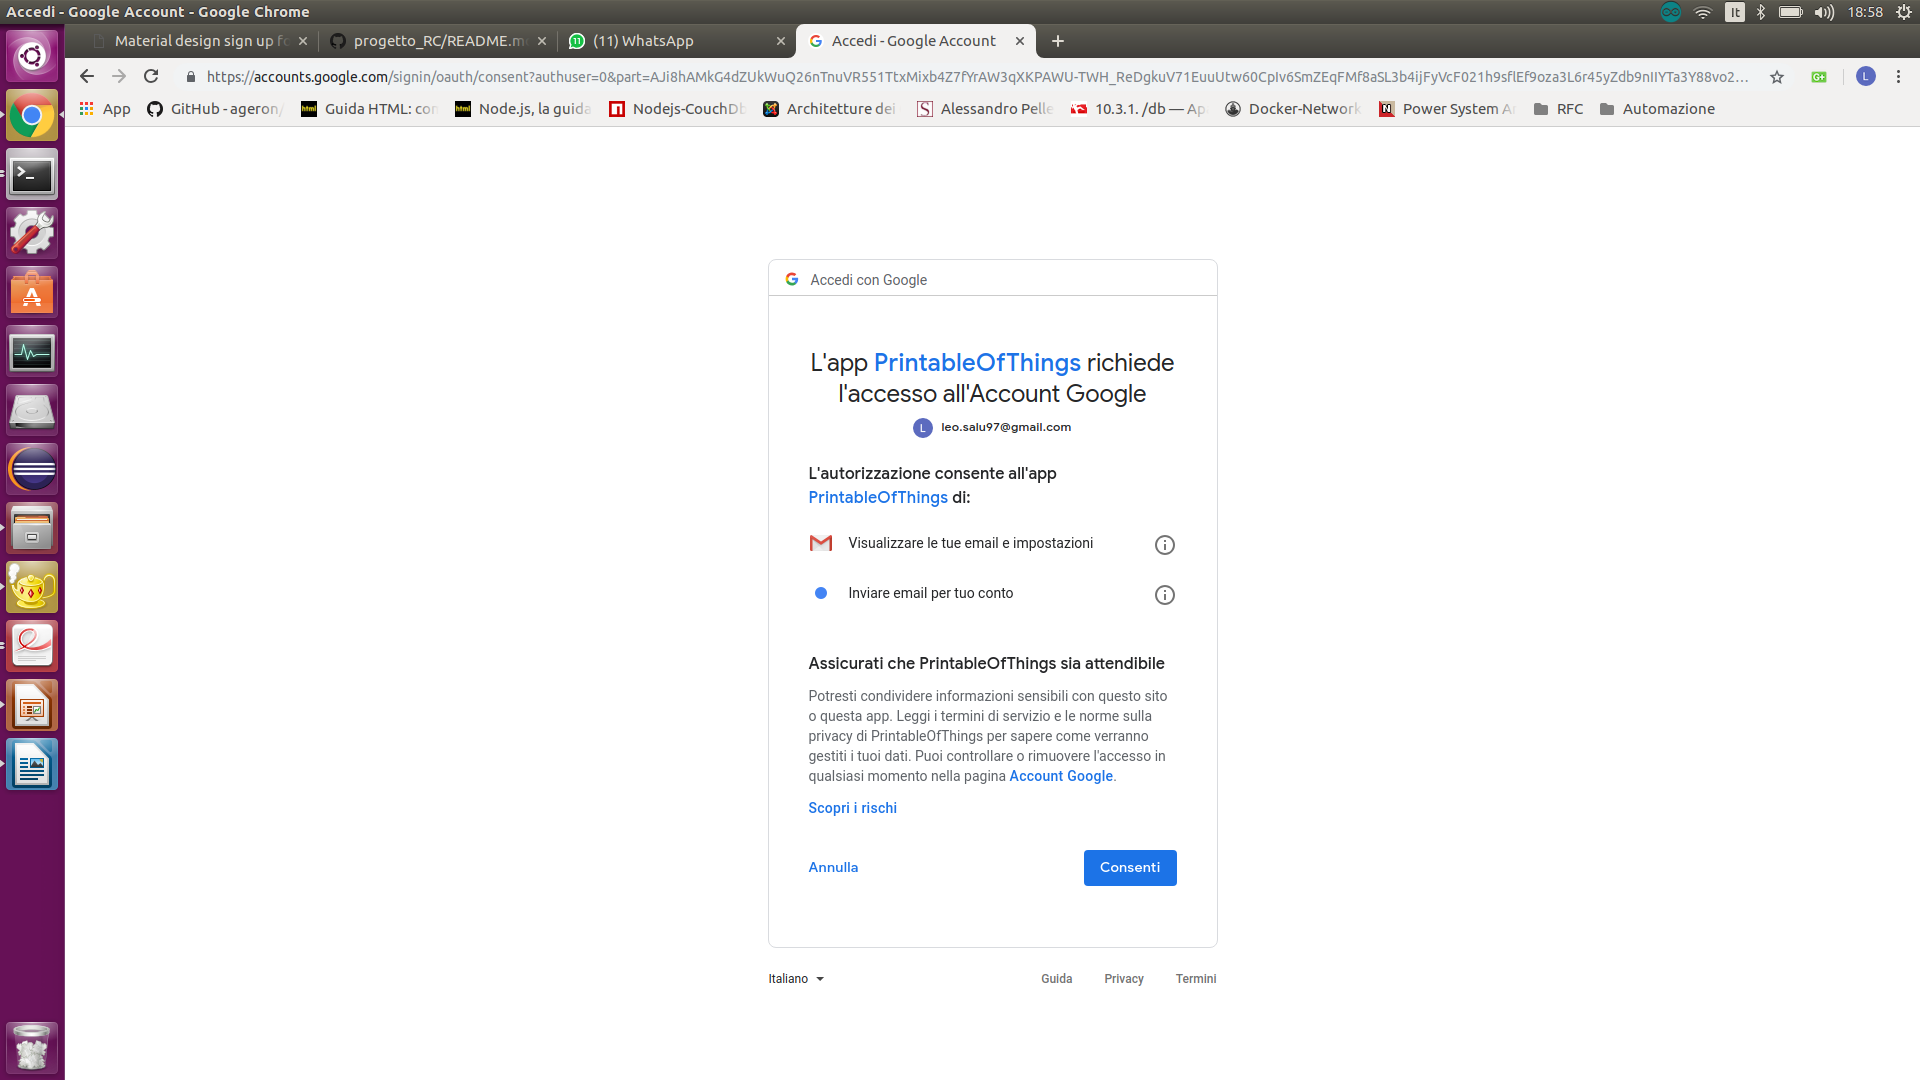 Accedi - Google Account - Google Chrome
It
18:58
Material design sign up fo
progetto_RC/README.m
(11) WhatsApp
Accedi - Google Account
https://accounts.google.com/signin/oauth/consent?authuser=0&part=
App
GitHub - ageron/
Guida HTML: con
Node.js, la guida
Nodejs-CouchDb
Architetture dei
Alessandro Pelle
10.3.1. /db — Ap
Docker-Network
Power System A
RFC
Automazione
L
Accedi con Google
L'app PrintableOfThings richiede
l'accesso all'Account Google
L leo.salu97@gmail.com
L'autorizzazione consente all'app
PrintableOfThings di:
Visualizzare le tue email e impostazioni
Inviare email per tuo conto
Assicurati che PrintableOfThings sia attendibile
Potresti condividere informazioni sensibili con questo sito
o questa app. Leggi i termini di servizio e le norme sulla
privacy di PrintableOfThings per sapere come verranno
gestiti i tuoi dati. Puoi controllare o rimuovere l'accesso in
qualsiasi momento nella pagina Account Google.
Scopri i rischi
Annulla
Consenti
Italiano
Guida
Privacy
Termini